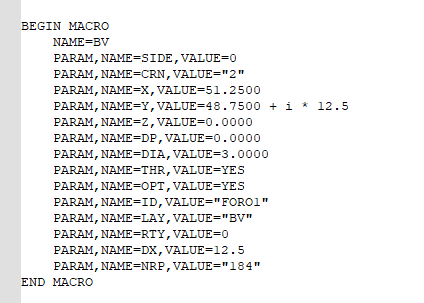 BEGIN MACRO
NAME=BV
PARAM,NAME=SIDE,VALUE=0
PARAM,NAME=CRN,VALUE="2"
PARAM,NAME=X,VALUE=51.2500
PARAM,NAME=Y,VALUE=48.7500 + i * 12.5
PARAM,NAME=Z,VALUE=0.0000
PARAM,NAME=DP,VALUE=0.0000
PARAM,NAME=DIA,VALUE=3.0000
PARAM,NAME=THR,VALUE=YES
PARAM,NAME=OPT,VALUE=YES
PARAM,NAME=ID,VALUE="FORO1"
PARAM,NAME=LAY,VALUE="BV"
PARAM,NAME=RTY,VALUE=0
PARAM,NAME=DX,VALUE=12.5
PARAM,NAME=NRP,VALUE="184"
END MACRO